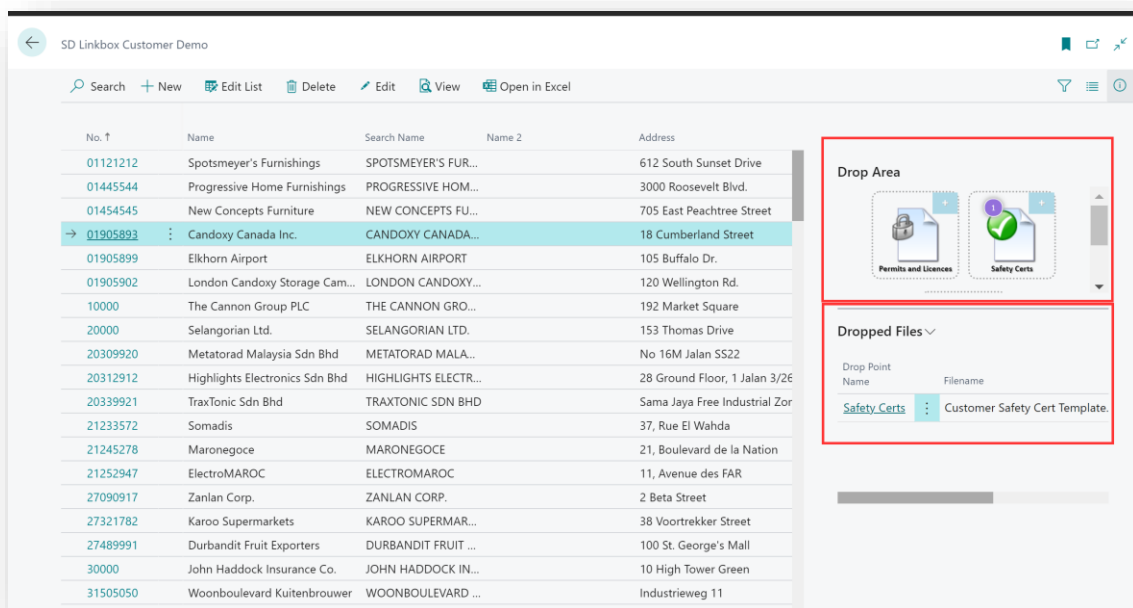 SD Linkbox Customer Demo
Search New Edit List Delete Edit View Open in Excel
No. ↑ Name Search Name Name 2 Address
01121212 Spotsmeyer's Furnishings SPOTSMEYER'S FUR... 612 South Sunset Drive
01445544 Progressive Home Furnishings PROGRESSIVE HOM... 3000 Roosevelt Blvd.
01454545 New Concepts Furniture NEW CONCEPTS FU... 705 East Peachtree Street
01905893 Candoxy Canada Inc. CANDOXY CANADA... 18 Cumberland Street
01905899 Elkhorn Airport ELKHORN AIRPORT 105 Buffalo Dr.
01905902 London Candoxy Storage Cam... LONDON CANDOXY... 120 Wellington Rd.
10000 The Cannon Group PLC THE CANNON GRO... 192 Market Square
20000 Selangorian Ltd. SELANGORIAN LTD. 153 Thomas Drive
20309920 Metatorad Malaysia Sdn Bhd METATORAD MALA... No 16M Jalan SS22
20312912 Highlights Electronics Sdn Bhd HIGHLIGHTS ELECTR... 28 Ground Floor, 1 Jalan 3/26
20339921 TraxTonic Sdn Bhd TRAXTONIC SDN BHD Sama Jaya Free Industrial Zor
21233572 Somadis SOMADIS 37, Rue El Wahda
21245278 Maronegoce MARONEGOCE 21, Boulevard de la Nation
21252947 ElectroMAROC ELECTROMAROC 11, Avenue des FAR
27090917 Zanlan Corp. ZANLAN CORP. 2 Beta Street
27321782 Karoo Supermarkets KAROO SUPERMAR... 38 Voortrekker Street
27489991 Durbandit Fruit Exporters DURBANDIT FRUIT ... 100 St. George's Mall
30000 John Haddock Insurance Co. JOHN HADDOCK IN... 10 High Tower Green
31505050 Woonboulevard Kuitenbrouwer WOONBOULEVARD ... Industrieweg 11
Drop Area
1
Permits and Licences Safety Certs
Dropped Files
Drop Point
Name Filename
Safety Certs Customer Safety Cert Template.